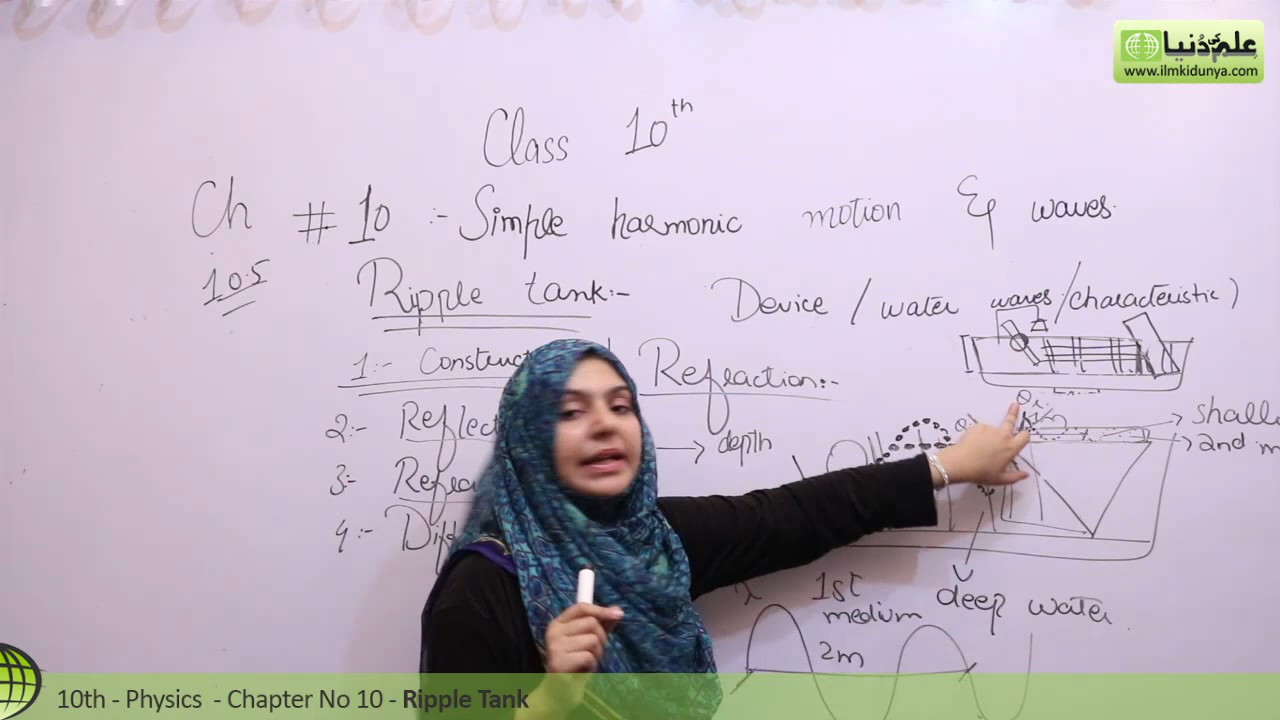 علم کی دُنیا
www.ilmkidunya.com
Class 10th
Ch # 10 :- Simple harmonic motion & waves.
10.5 Ripple tank:- Device / water waves / characteristic)
1:- Construct
Refraction:-
2:- Reflect
→ depth
→ shall
→ 2nd m
3:- Refra
4:- Dif
λ 1st medium
2m
deep water
10th - Physics - Chapter No 10 - Ripple Tank